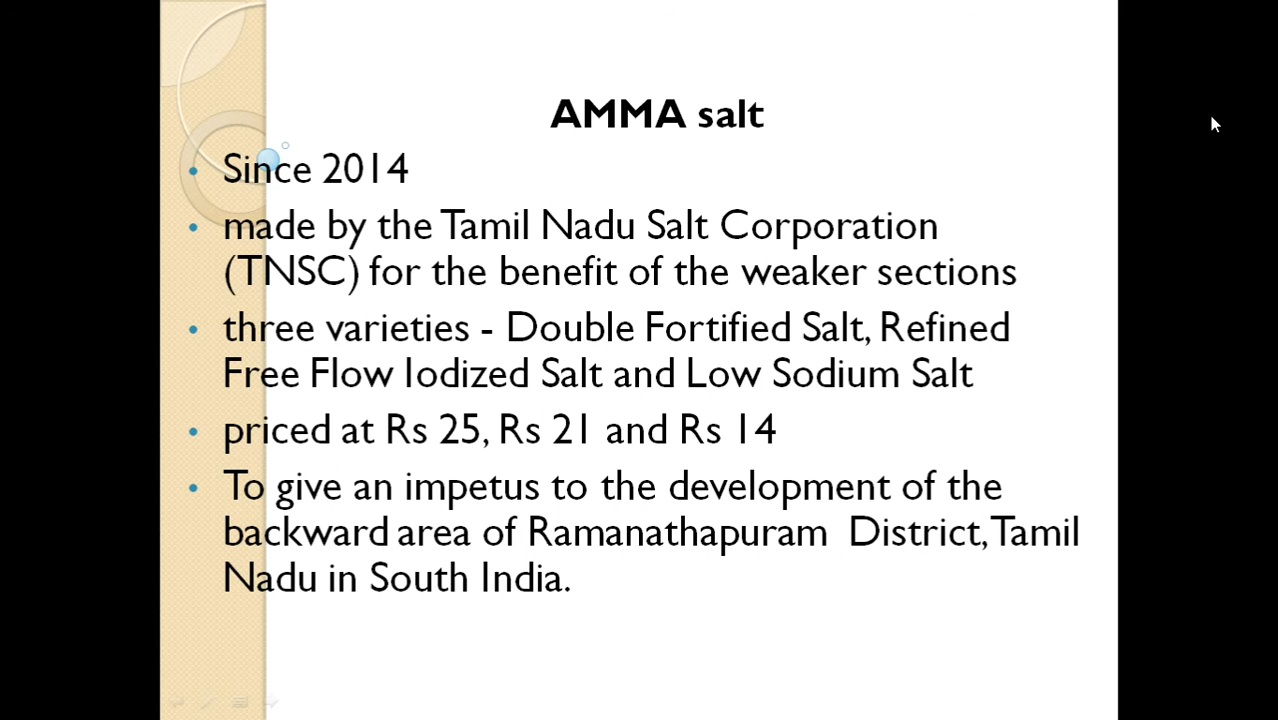 AMMA salt
• Since 2014
• made by the Tamil Nadu Salt Corporation
(TNSC) for the benefit of the weaker sections
• three varieties - Double Fortified Salt, Refined
Free Flow Iodized Salt and Low Sodium Salt
• priced at Rs 25, Rs 21 and Rs 14
• To give an impetus to the development of the
backward area of Ramanathapuram District, Tamil
Nadu in South India.